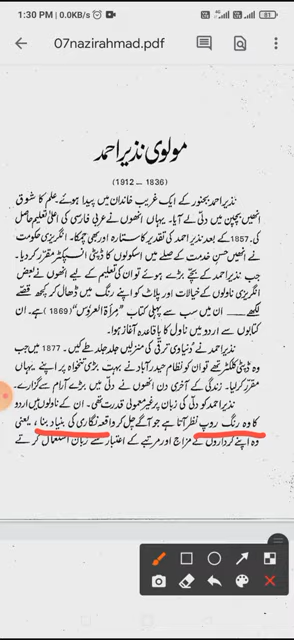 1:30 PM | 0.0KB/s
81
07nazirahmad.pdf
مولوی نذیر احمد
(1912 — 1836)
نذیر احمد بجنور کے ایک غریب خاندان میں پیدا ہوئے۔ علم کا شوق
انھیں بچپن میں دلّی لے آیا۔ یہاں انھوں نے عربی فارسی کی اعلیٰ تعلیم حاصل
کی۔ 1857 کے بعد نذیر احمد کی تقدیر کا ستارہ اور بھی چمکا۔ انگریزی حکومت
نے انھیں حسنِ خدمت کے صلے میں اسکولوں کا ڈپٹی انسپکٹر مقرر کر دیا۔
جب نذیر احمد کے بچّے بڑے ہوئے تو ان کی تعلیم کے لیے انھوں نے بعض
انگریزی ناولوں کے خیالات اور پلاٹ کو اپنے رنگ میں ڈھال کر کچھ قصّے
لکھے — ان میں سب سے پہلی کتاب "مراۃ العروس" (1869) ہے۔ ان
کتابوں سے اردو میں ناول کا باقاعدہ آغاز ہوا۔
نذیر احمد نے دنیاوی ترقّی کی منزلیں جلد جلد طے کیں۔ 1877 میں جب
وہ ڈپٹی کلکٹر تھے تو ان کو نظام حیدرآباد نے بہت بڑی تنخواہ پر اپنے یہاں
مقرر کر لیا۔ زندگی کے آخری دن انھوں نے دلّی میں بڑے آرام سے گزارے۔
نذیر احمد کو دلّی کی زبان پر غیر معمولی قدرت تھی۔ ان کے ناولوں میں اردو
کا وہ رنگ روپ نظر آتا ہے جو آگے چل کر واقعہ نگاری کی بنیاد بنا، یعنی
وہ اپنے کرداروں کے مزاج اور مرتبے کے اعتبار سے زبان استعمال کرتے